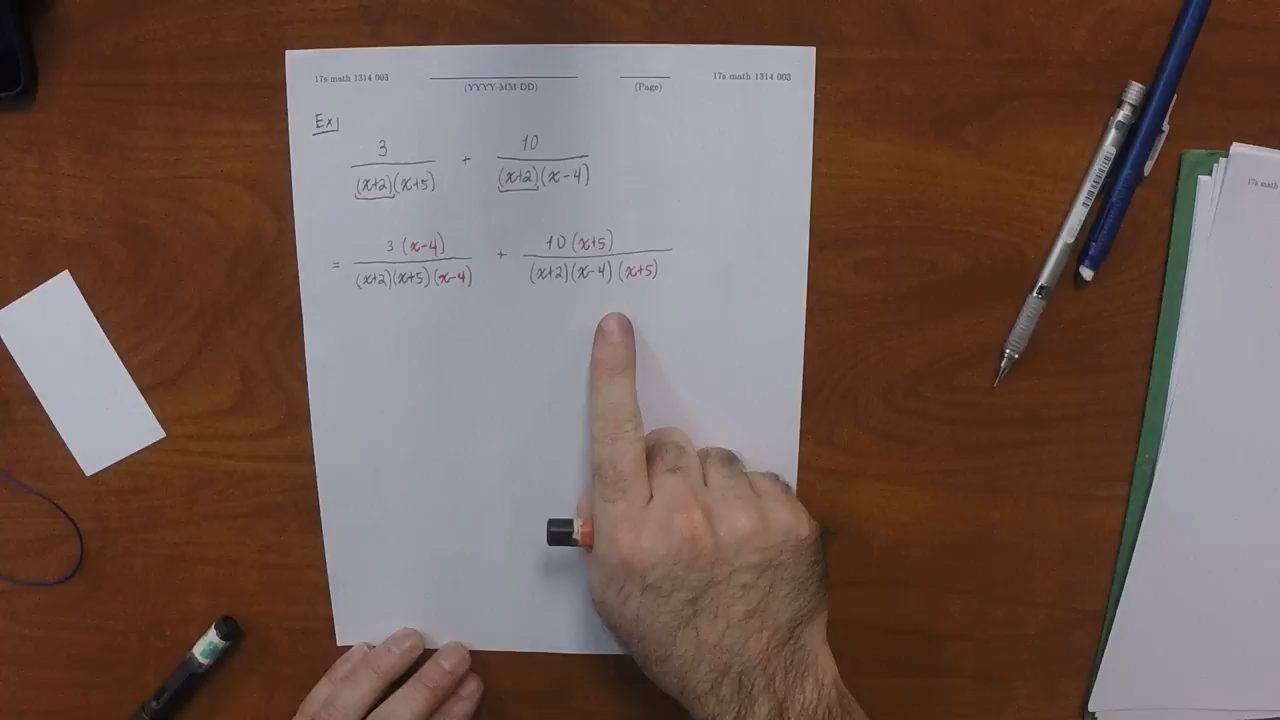 17s math 1314 003 (YYYY-MM-DD) (Page) 17s math 1314 003
Ex
3/((x+2)(x+5)) + 10/((x+2)(x-4))
= 3(x-4)/((x+2)(x+5)(x-4)) + 10(x+5)/((x+2)(x-4)(x+5))
17s ma